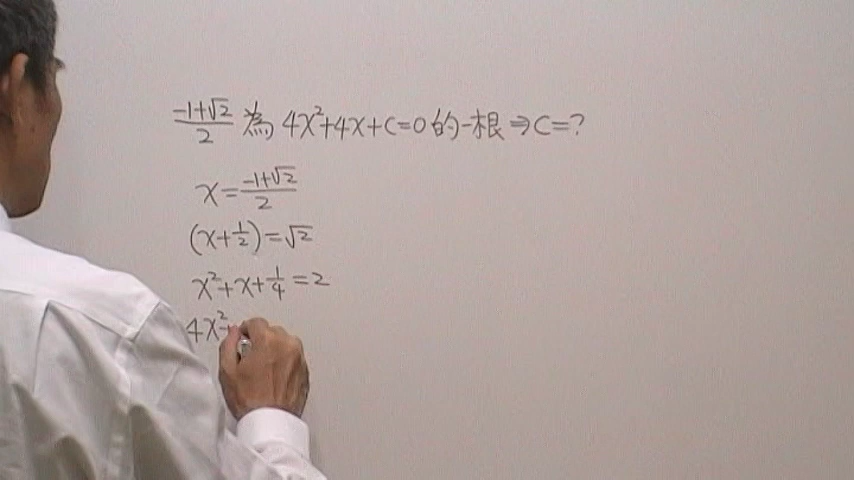 (-1+√2)/2 為 4x²+4x+c=0 的一根 ⇒ c=?
x = (-1+√2)/2
(x+1/2) = √2
x²+x+1/4 = 2
4x²+